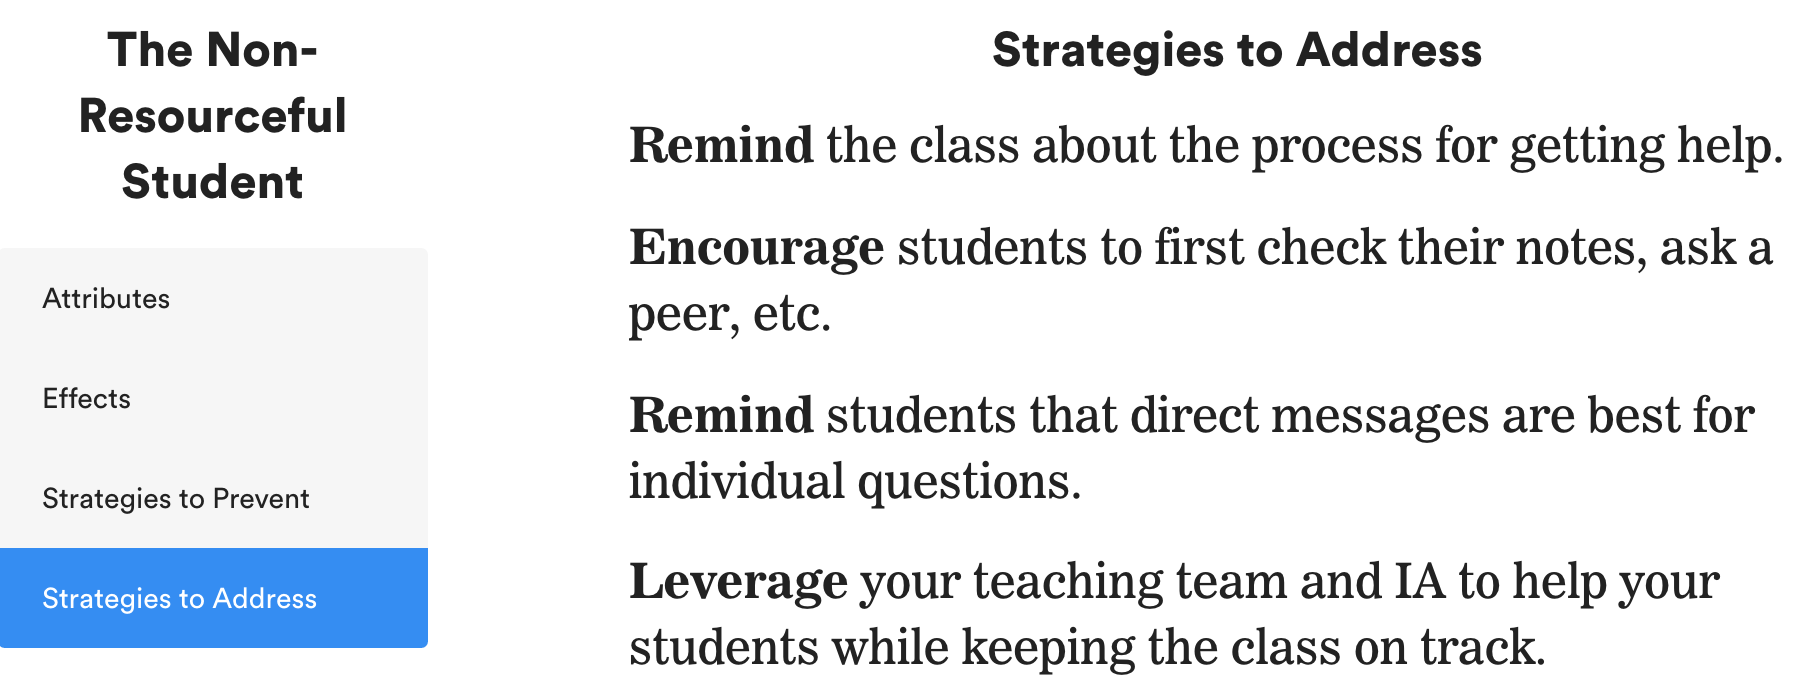 The Non-
Resourceful
Student
Attributes
Effects
Strategies to Prevent
Strategies to Address
Strategies to Address
Remind the class about the process for getting help.
Encourage students to first check their notes, ask a
peer, etc.
Remind students that direct messages are best for
individual questions.
Leverage your teaching team and IA to help your
students while keeping the class on track.